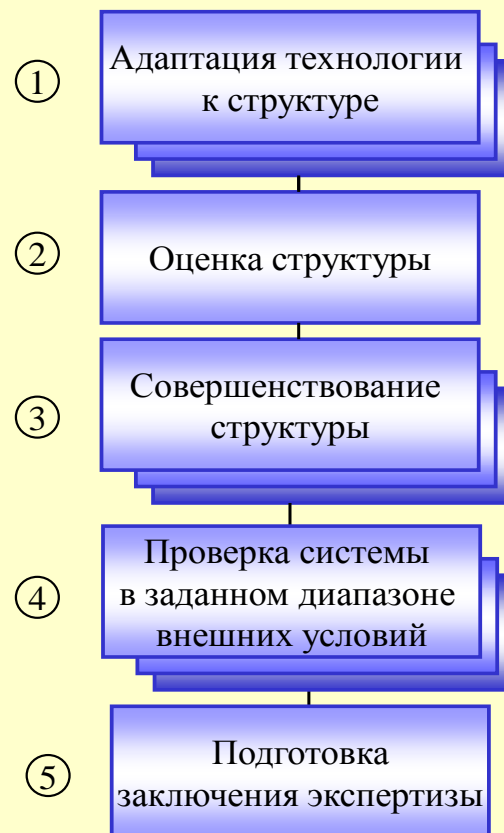 ①
Адаптация технологии
к структуре
②
Оценка структуры
③
Совершенствование
структуры
④
Проверка системы
в заданном диапазоне
внешних условий
⑤
Подготовка
заключения экспертизы